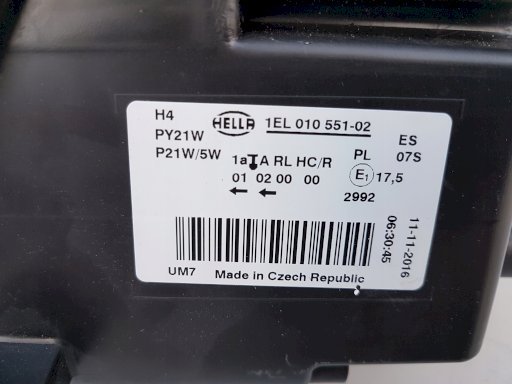 H4
HELLA 1EL 010 551-02
PY21W
ES
P21W/5W
1a A RL HC/R
PL
07S
01 02 00 00
E1 17,5
← ←
2992
11-11-2016
06:30:45
UM7 Made in Czech Republic